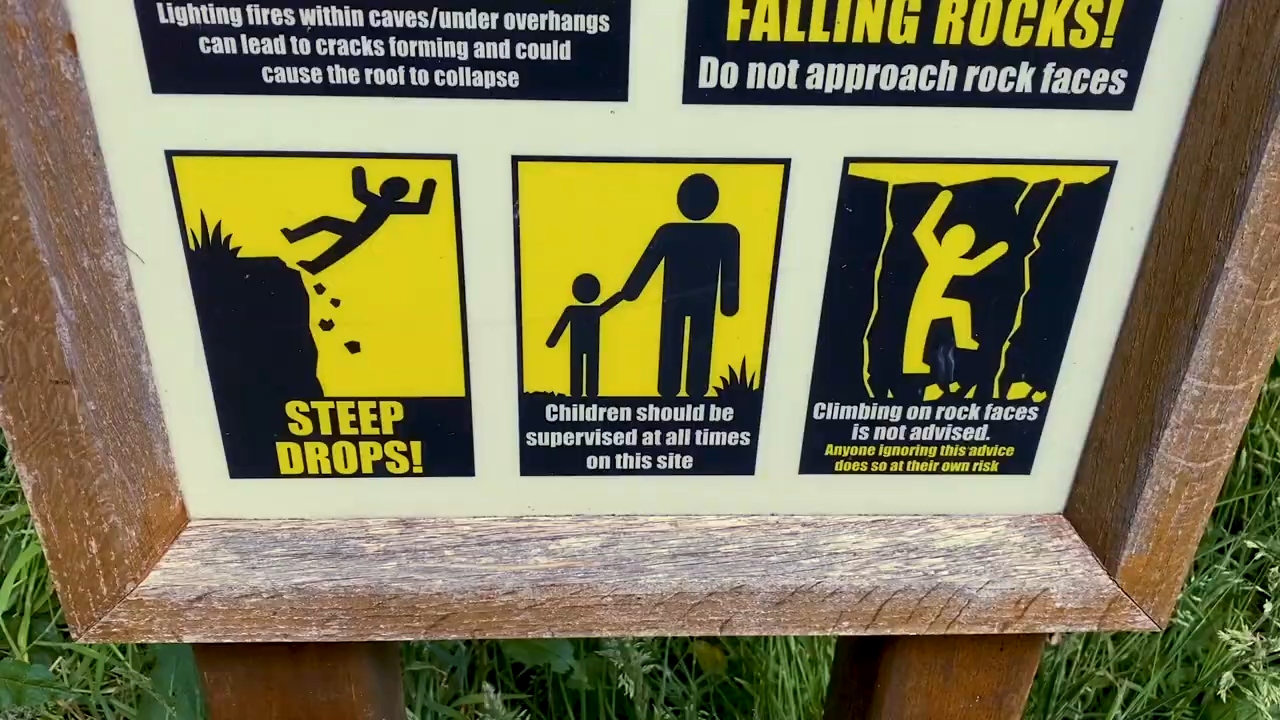 Lighting fires within caves/under overhangs
can lead to cracks forming and could
cause the roof to collapse
FALLING ROCKS!
Do not approach rock faces
STEEP
DROPS!
Children should be
supervised at all times
on this site
Climbing on rock faces
is not advised.
Anyone ignoring this advice
does so at their own risk